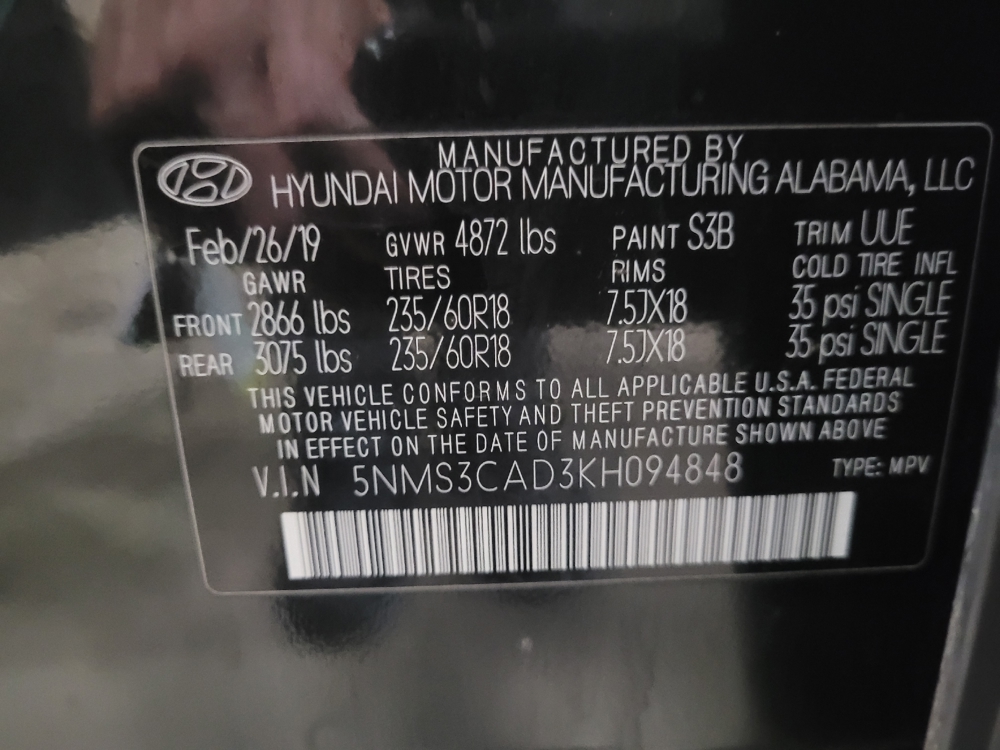 MANUFACTURED BY
HYUNDAI MOTOR MANUFACTURING ALABAMA, LLC
Feb/26/19 GVWR 4872 lbs PAINT S3B TRIM UUE
GAWR TIRES RIMS COLD TIRE INFL
FRONT 2866 lbs 235/60R18 7.5JX18 35 psi SINGLE
REAR 3075 lbs 235/60R18 7.5JX18 35 psi SINGLE
THIS VEHICLE CONFORMS TO ALL APPLICABLE U.S.A. FEDERAL
MOTOR VEHICLE SAFETY AND THEFT PREVENTION STANDARDS
IN EFFECT ON THE DATE OF MANUFACTURE SHOWN ABOVE
V.I.N 5NMS3CAD3KH094848 TYPE: MPV